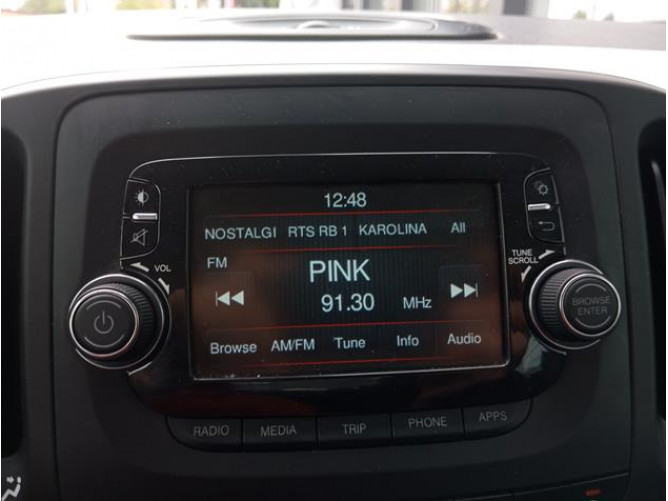 12:48
NOSTALGI RTS RB 1 KAROLINA All
FM
PINK
91.30 MHz
Browse AM/FM Tune Info Audio
VOL
TUNE
SCROLL
BROWSE
ENTER
RADIO MEDIA TRIP PHONE APPS